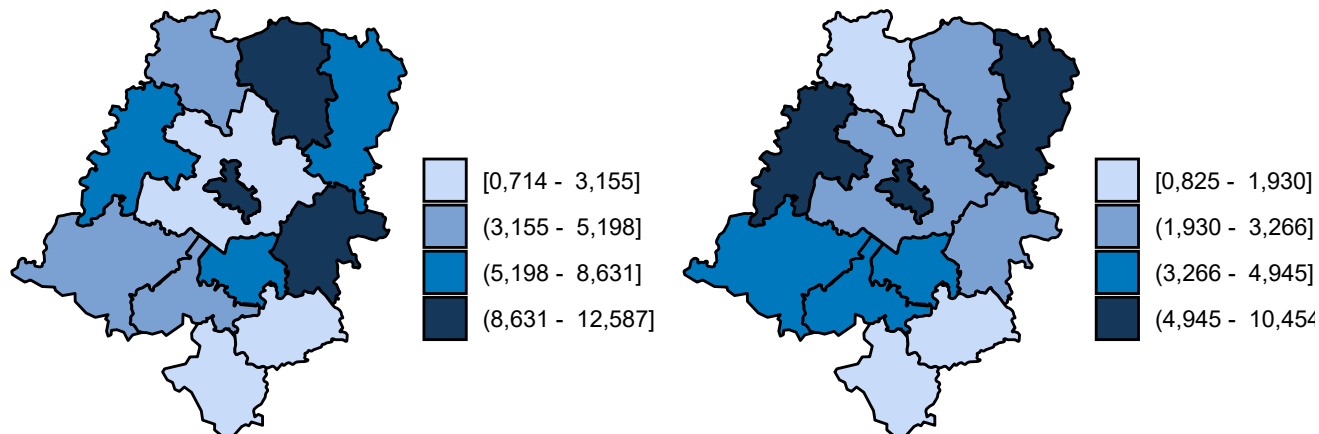 [0,714 - 3,155]
(3,155 - 5,198]
(5,198 - 8,631]
(8,631 - 12,587]
[0,825 - 1,930]
(1,930 - 3,266]
(3,266 - 4,945]
(4,945 - 10,454